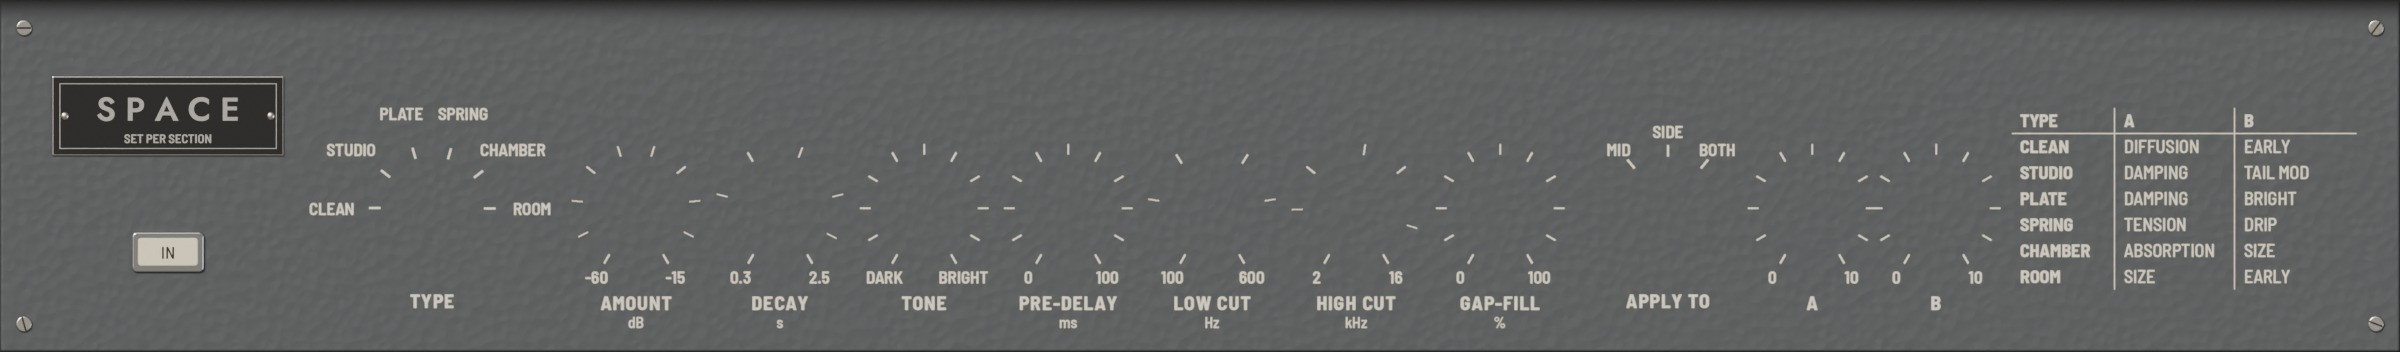 SPACE
SET PER SECTION
IN
PLATE SPRING
STUDIO CHAMBER
CLEAN ROOM
TYPE
-60 -15
AMOUNT
dB
0.3 2.5
DECAY
s
DARK BRIGHT
TONE
0 100
PRE-DELAY
ms
100 600
LOW CUT
Hz
2 16
HIGH CUT
kHz
0 100
GAP-FILL
%
SIDE
MID BOTH
APPLY TO
0 10
A
0 10
B
TYPE A B
CLEAN DIFFUSION EARLY
STUDIO DAMPING TAIL MOD
PLATE DAMPING BRIGHT
SPRING TENSION DRIP
CHAMBER ABSORPTION SIZE
ROOM SIZE EARLY